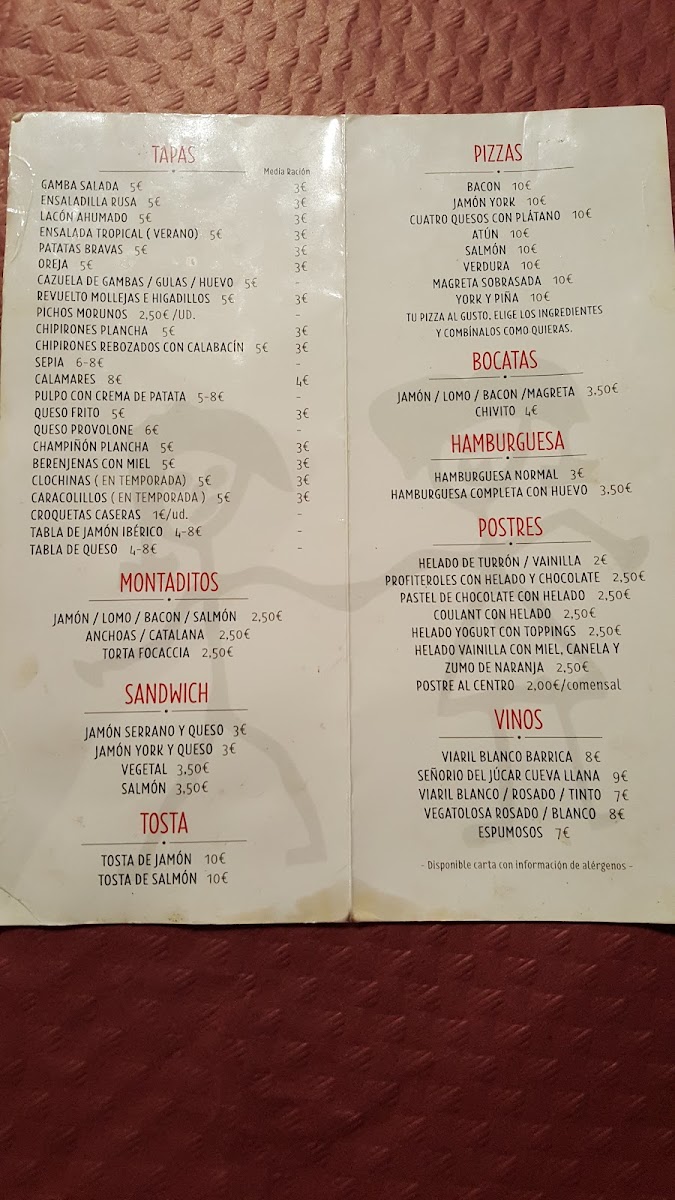 TAPAS
Media Ración
GAMBA SALADA 5€ 3€
ENSALADILLA RUSA 5€ 3€
LACÓN AHUMADO 5€ 3€
ENSALADA TROPICAL ( VERANO) 5€ 3€
PATATAS BRAVAS 5€ 3€
OREJA 5€ 3€
CAZUELA DE GAMBAS / GULAS / HUEVO 5€ -
REVUELTO MOLLEJAS E HIGADILLOS 5€ 3€
PICHOS MORUNOS 2,50€ /UD. -
CHIPIRONES PLANCHA 5€ 3€
CHIPIRONES REBOZADOS CON CALABACÍN 5€ 3€
SEPIA 6-8€ -
CALAMARES 8€ 4€
PULPO CON CREMA DE PATATA 5-8€ -
QUESO FRITO 5€ 3€
QUESO PROVOLONE 6€ -
CHAMPIÑÓN PLANCHA 5€ 3€
BERENJENAS CON MIEL 5€ 3€
CLOCHINAS ( EN TEMPORADA) 5€ 3€
CARACOLILLOS ( EN TEMPORADA ) 5€ 3€
CROQUETAS CASERAS 1€/ud. -
TABLA DE JAMÓN IBÉRICO 4-8€ -
TABLA DE QUESO 4-8€ -
MONTADITOS
JAMÓN / LOMO / BACON / SALMÓN 2,50€
ANCHOAS / CATALANA 2,50€
TORTA FOCACCIA 2,50€
SANDWICH
JAMÓN SERRANO Y QUESO 3€
JAMÓN YORK Y QUESO 3€
VEGETAL 3,50€
SALMÓN 3,50€
TOSTA
TOSTA DE JAMÓN 10€
TOSTA DE SALMÓN 10€
PIZZAS
BACON 10€
JAMÓN YORK 10€
CUATRO QUESOS CON PLÁTANO 10€
ATÚN 10€
SALMÓN 10€
VERDURA 10€
MAGRETA SOBRASADA 10€
YORK Y PIÑA 10€
TU PIZZA AL GUSTO, ELIGE LOS INGREDIENTES
Y COMBÍNALOS COMO QUIERAS.
BOCATAS
JAMÓN / LOMO / BACON /MAGRETA 3,50€
CHIVITO 4€
HAMBURGUESA
HAMBURGUESA NORMAL 3€
HAMBURGUESA COMPLETA CON HUEVO 3,50€
POSTRES
HELADO DE TURRÓN / VAINILLA 2€
PROFITEROLES CON HELADO Y CHOCOLATE 2,50€
PASTEL DE CHOCOLATE CON HELADO 2,50€
COULANT CON HELADO 2,50€
HELADO YOGURT CON TOPPINGS 2,50€
HELADO VAINILLA CON MIEL, CANELA Y
ZUMO DE NARANJA 2,50€
POSTRE AL CENTRO 2,00€/comensal
VINOS
VIARIL BLANCO BARRICA 8€
SEÑORIO DEL JÚCAR CUEVA LLANA 9€
VIARIL BLANCO / ROSADO / TINTO 7€
VEGATOLOSA ROSADO / BLANCO 8€
ESPUMOSOS 7€
- Disponible carta con información de alérgenos -